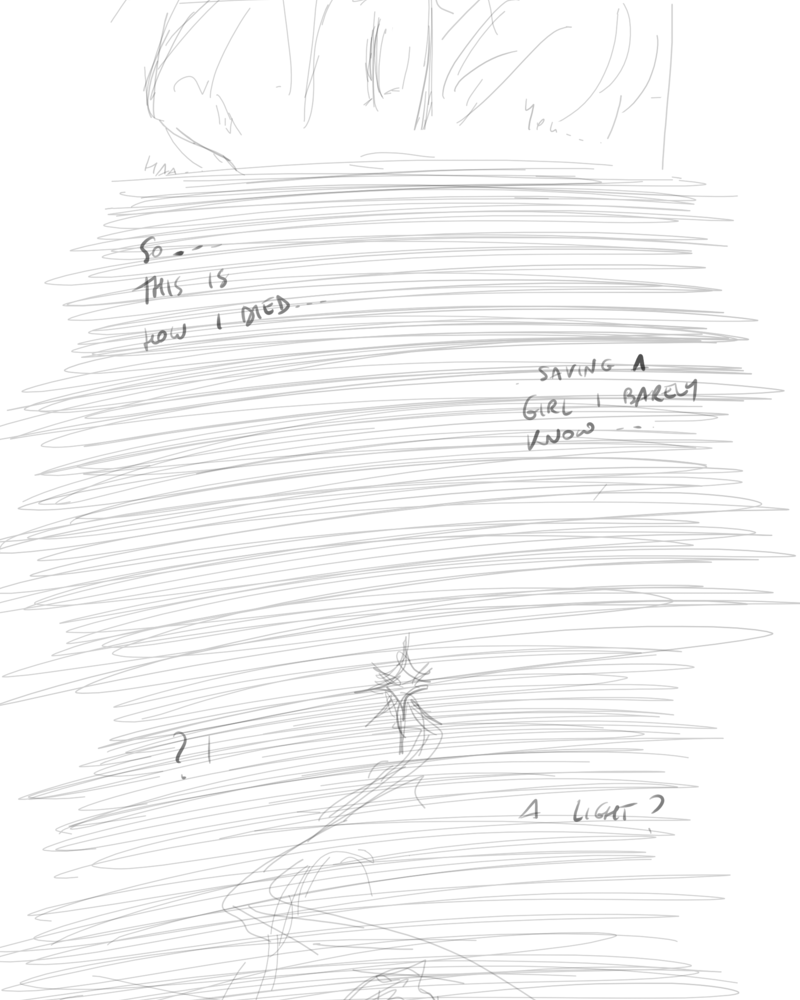 So...
THIS IS
HOW I DIED...
SAVING A
GIRL I BARELY
KNOW...
?!
A LIGHT?